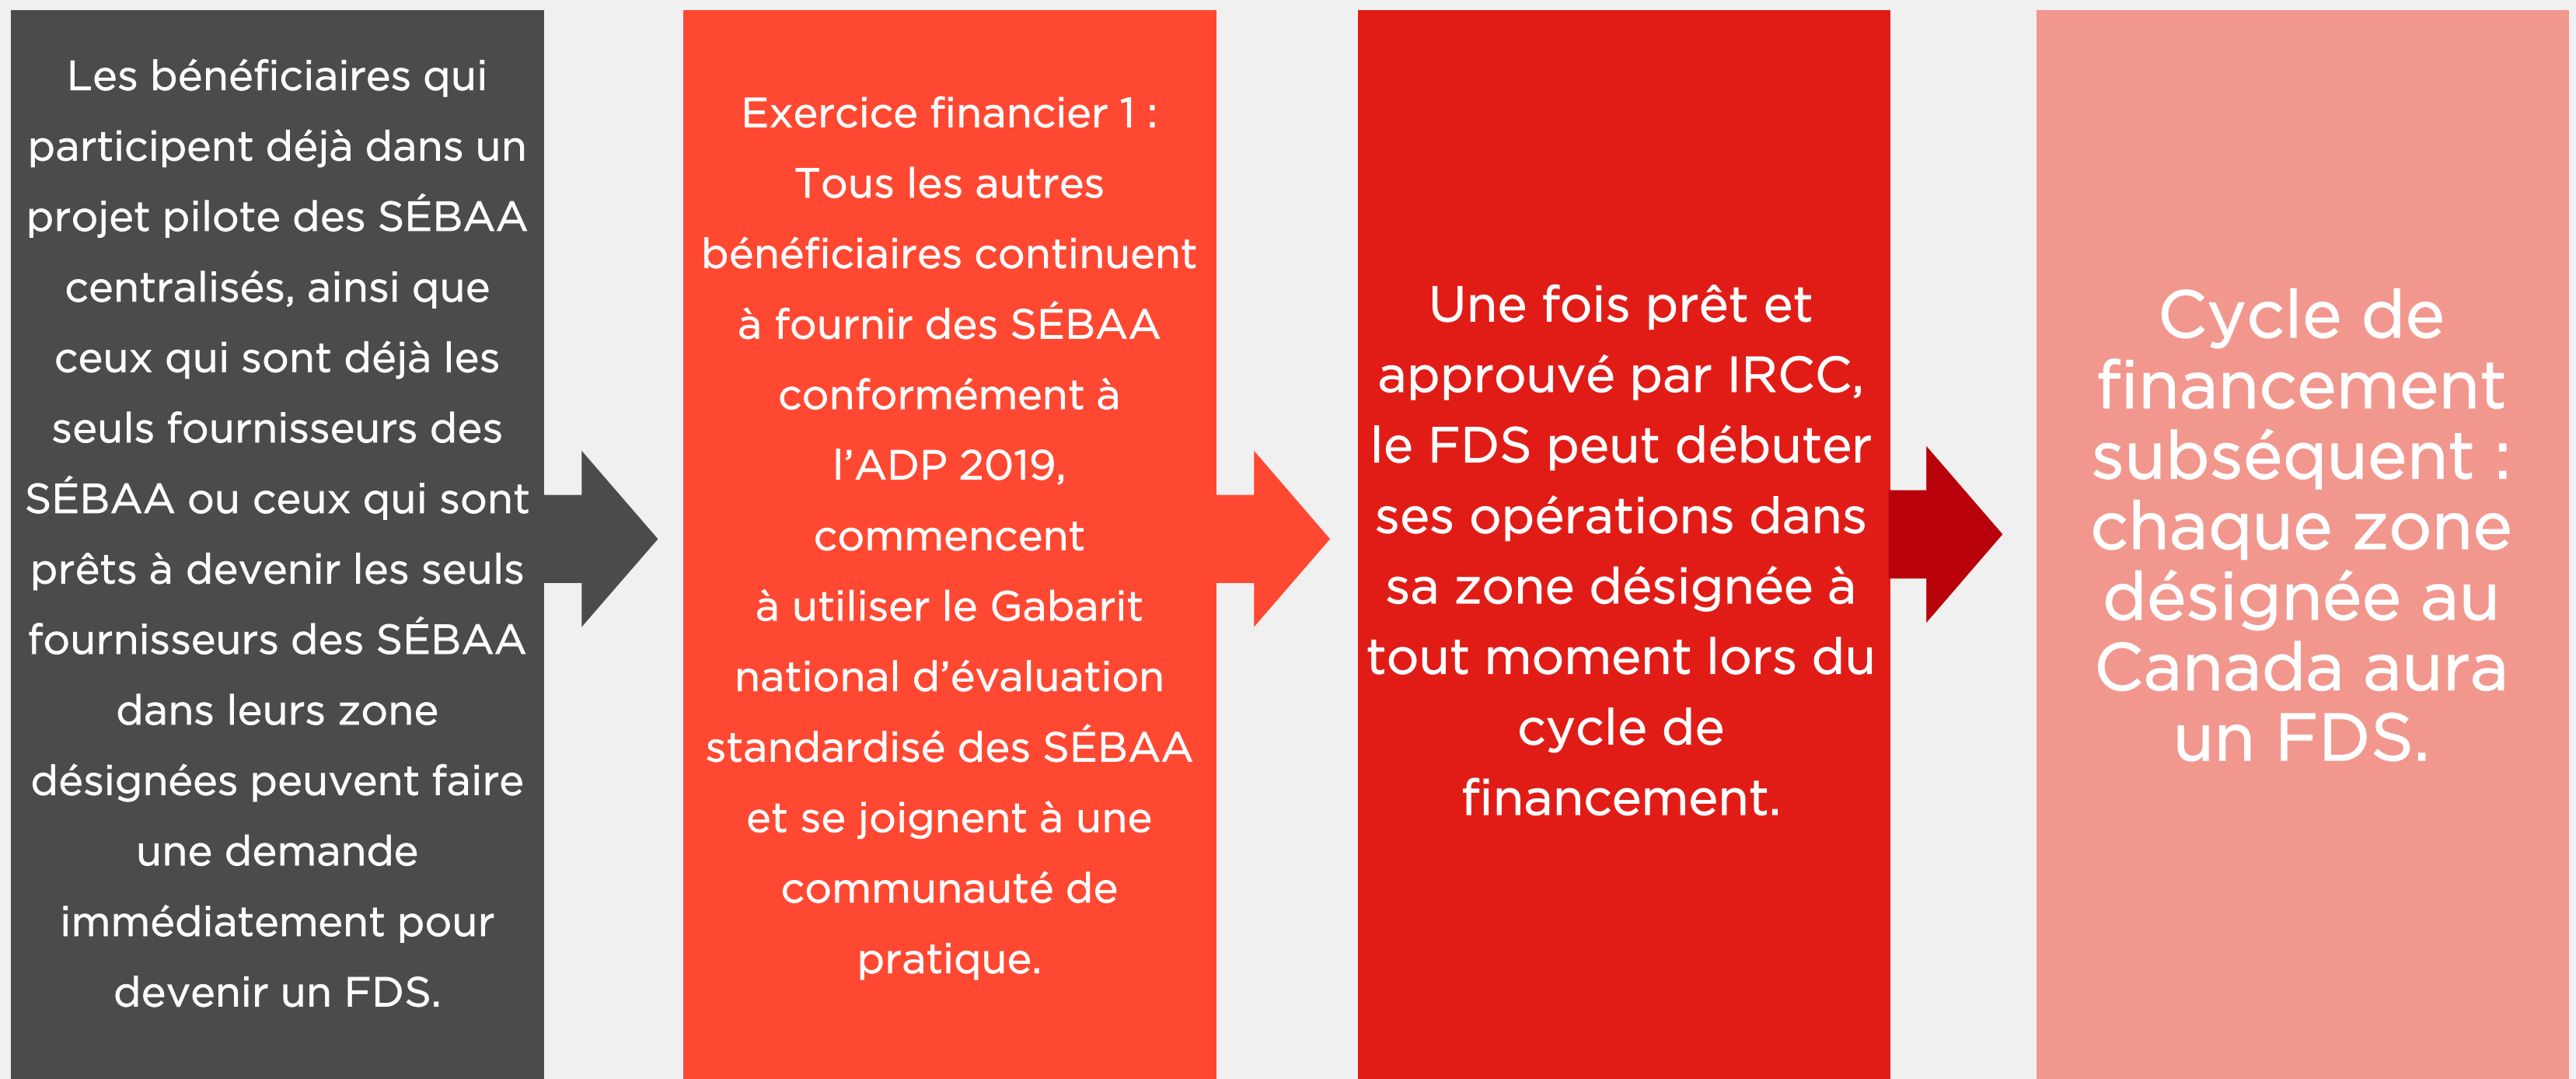 Les bénéficiaires qui
participent déjà dans un
projet pilote des SÉBAA
centralisés, ainsi que
ceux qui sont déjà les
seuls fournisseurs des
SÉBAA ou ceux qui sont
prêts à devenir les seuls
fournisseurs des SÉBAA
dans leurs zone
désignées peuvent faire
une demande
immédiatement pour
devenir un FDS.
Exercice financier 1 :
Tous les autres
bénéficiaires continuent
à fournir des SÉBAA
conformément à
l’ADP 2019,
commencent
à utiliser le Gabarit
national d’évaluation
standardisé des SÉBAA
et se joignent à une
communauté de
pratique.
Une fois prêt et
approuvé par IRCC,
le FDS peut débuter
ses opérations dans
sa zone désignée à
tout moment lors du
cycle de
financement.
Cycle de
financement
subséquent :
chaque zone
désignée au
Canada aura
un FDS.